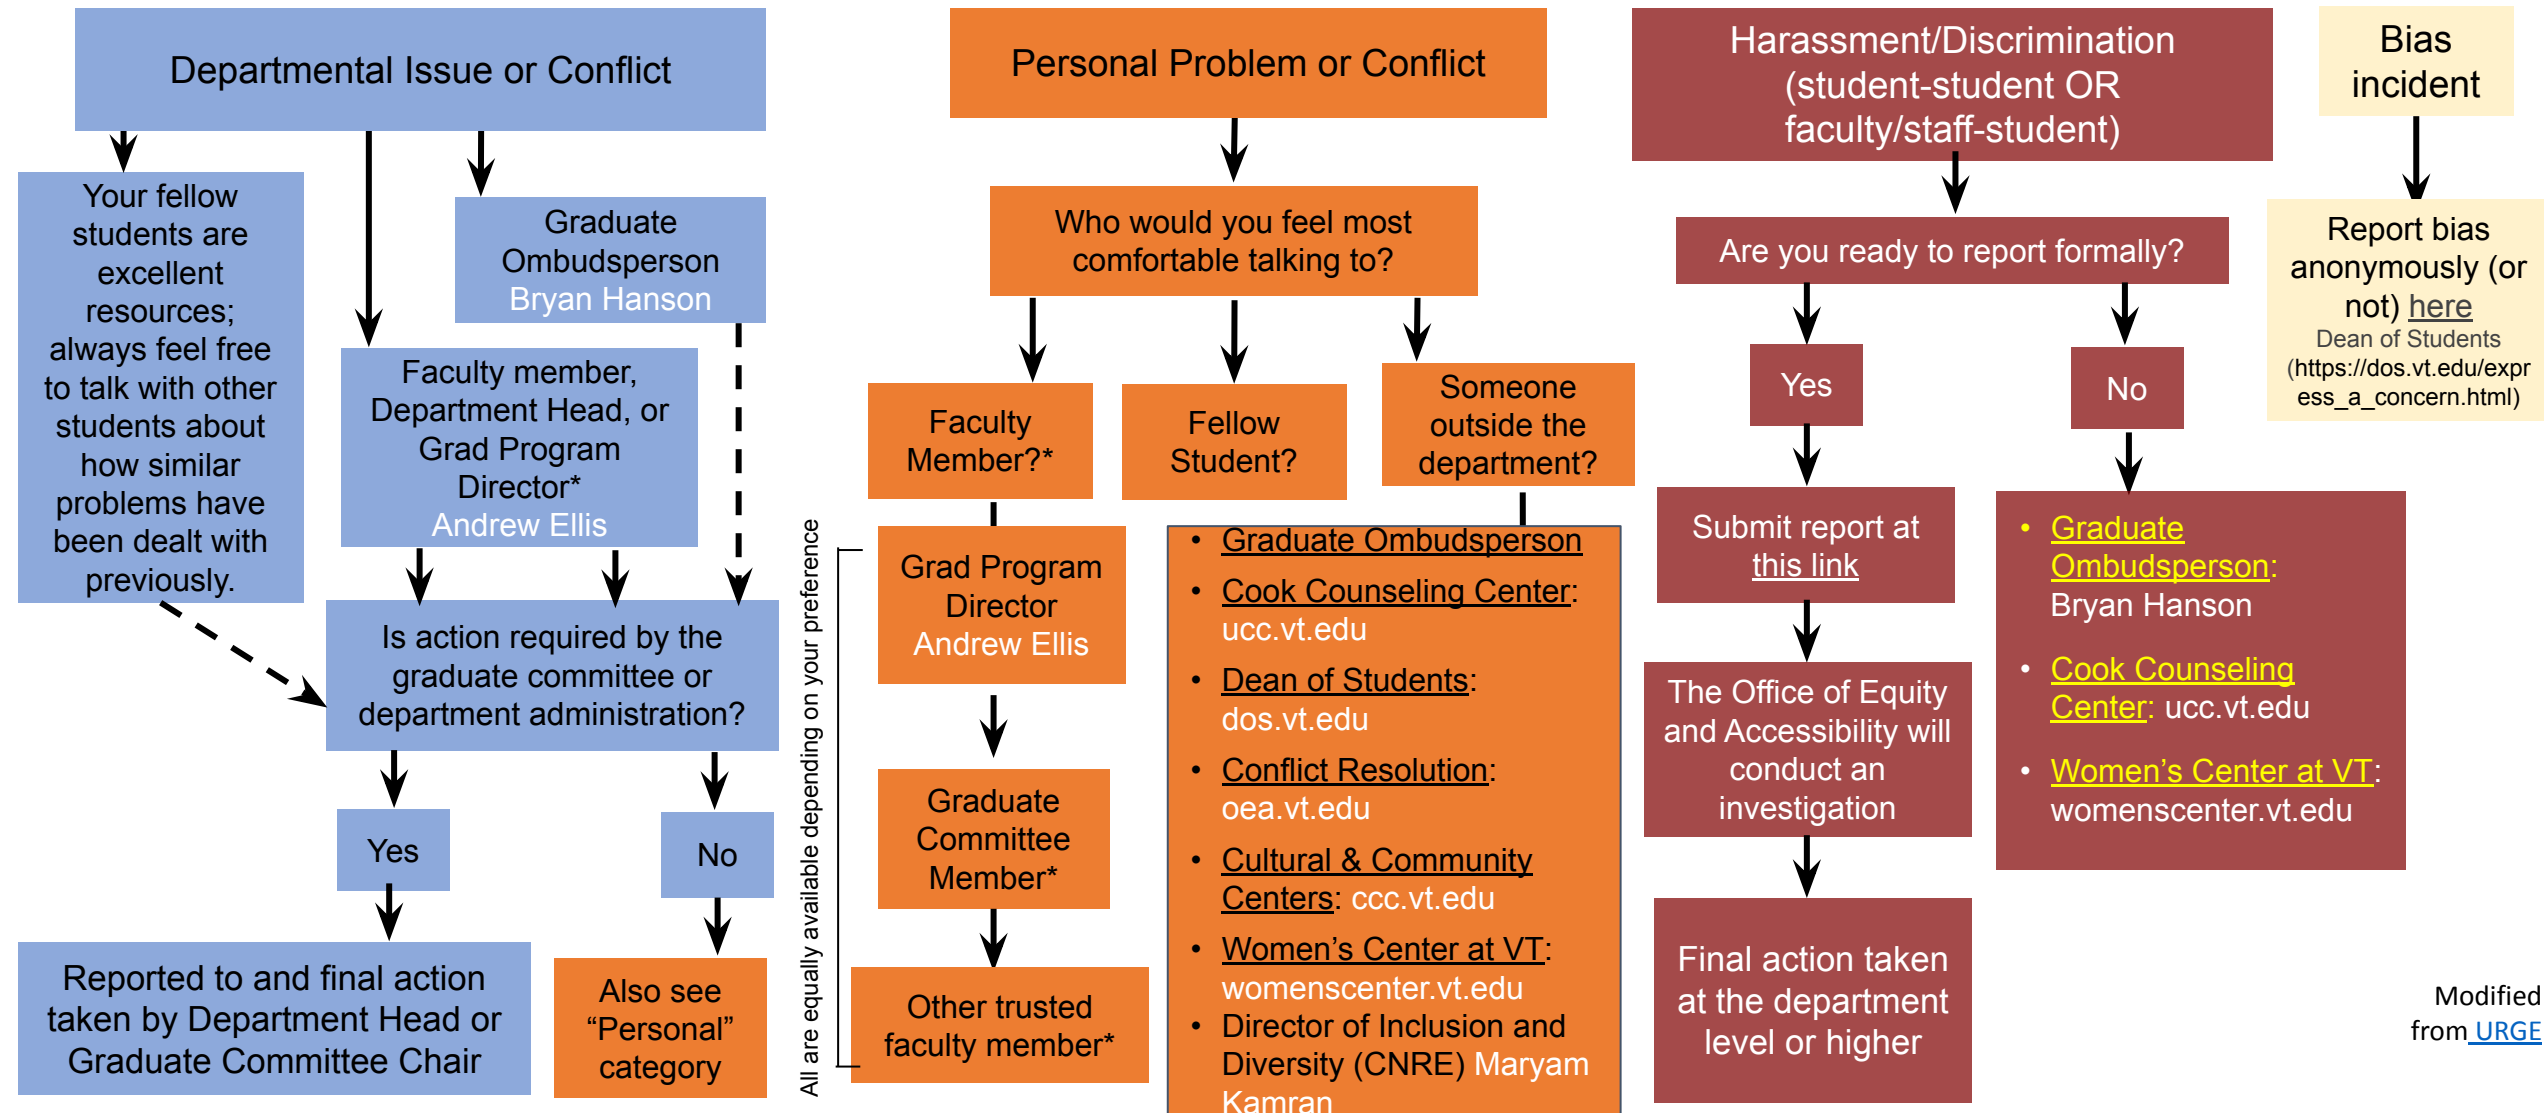 Departmental Issue or Conflict
Your fellow
students are
excellent
resources;
always feel free
to talk with other
students about
how similar
problems have
been dealt with
previously.
Graduate
Ombudsperson
Bryan Hanson
Faculty member,
Department Head, or
Grad Program
Director*
Andrew Ellis
Is action required by the
graduate committee or
department administration?
Yes
No
Reported to and final action
taken by Department Head or
Graduate Committee Chair
Also see
“Personal”
category
Personal Problem or Conflict
Who would you feel most
comfortable talking to?
Faculty
Member?*
Fellow
Student?
Someone
outside the
department?
All are equally available depending on your preference
Grad Program
Director
Andrew Ellis
Graduate
Committee
Member*
Other trusted
faculty member*
• Graduate Ombudsperson
• Cook Counseling Center:
ucc.vt.edu
• Dean of Students:
dos.vt.edu
• Conflict Resolution:
oea.vt.edu
• Cultural & Community
Centers: ccc.vt.edu
• Women’s Center at VT:
womenscenter.vt.edu
• Director of Inclusion and
Diversity (CNRE) Maryam
Kamran
Harassment/Discrimination
(student-student OR
faculty/staff-student)
Are you ready to report formally?
Yes
No
Submit report at
this link
The Office of Equity
and Accessibility will
conduct an
investigation
Final action taken
at the department
level or higher
• Graduate
Ombudsperson:
Bryan Hanson
• Cook Counseling
Center: ucc.vt.edu
• Women’s Center at VT:
womenscenter.vt.edu
Bias
incident
Report bias
anonymously (or
not) here
Dean of Students
(https://dos.vt.edu/expr
ess_a_concern.html)
Modified
from URGE